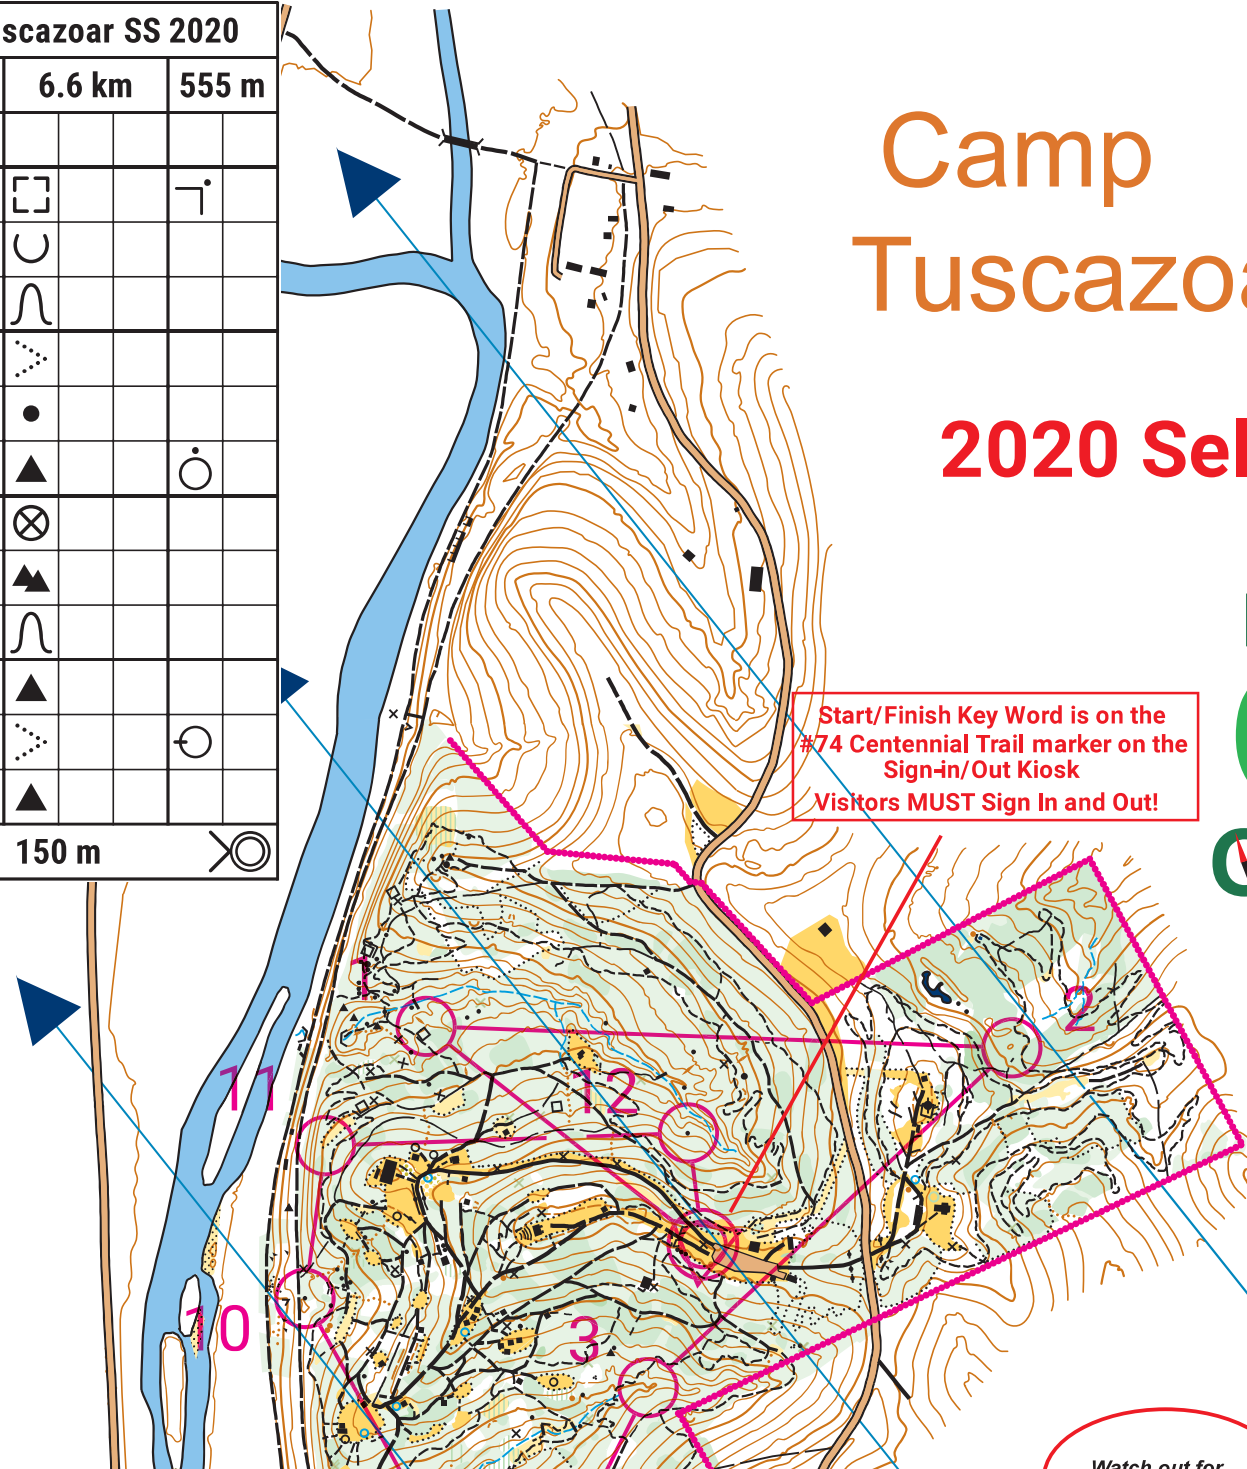 scazoar SS 2020
6.6 km 555 m
150 m
Camp
Tuscazoa
2020 Sel
Start/Finish Key Word is on the
#74 Centennial Trail marker on the
Sign-in/Out Kiosk
Visitors MUST Sign In and Out!
1
2
12
11
10
3
Watch out for